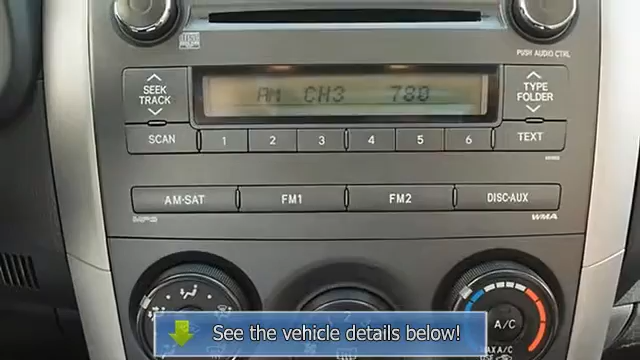 PUSH AUDIO CTRL
SEEK TRACK
AM CH3 780
TYPE FOLDER
SCAN 1 2 3 4 5 6 TEXT
AM·SAT FM1 FM2 DISC·AUX
WMA
A/C
MAX A/C
See the vehicle details below!